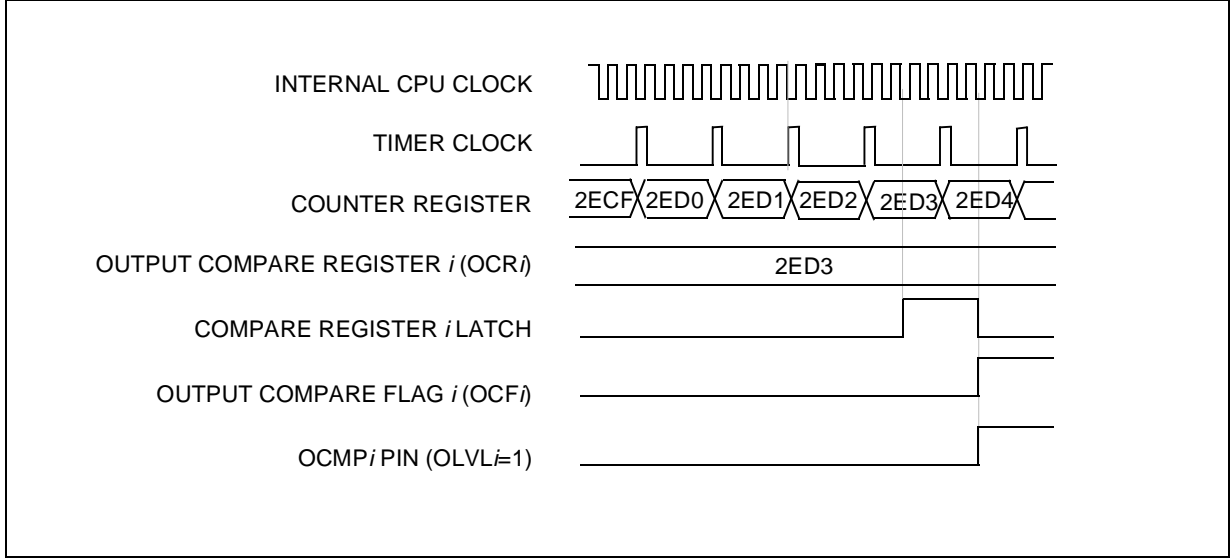 INTERNAL CPU CLOCK
TIMER CLOCK
COUNTER REGISTER 2ECF 2ED0 2ED1 2ED2 2ED3 2ED4
OUTPUT COMPARE REGISTER i (OCRi) 2ED3
COMPARE REGISTER i LATCH
OUTPUT COMPARE FLAG i (OCFi)
OCMPi PIN (OLVLi=1)